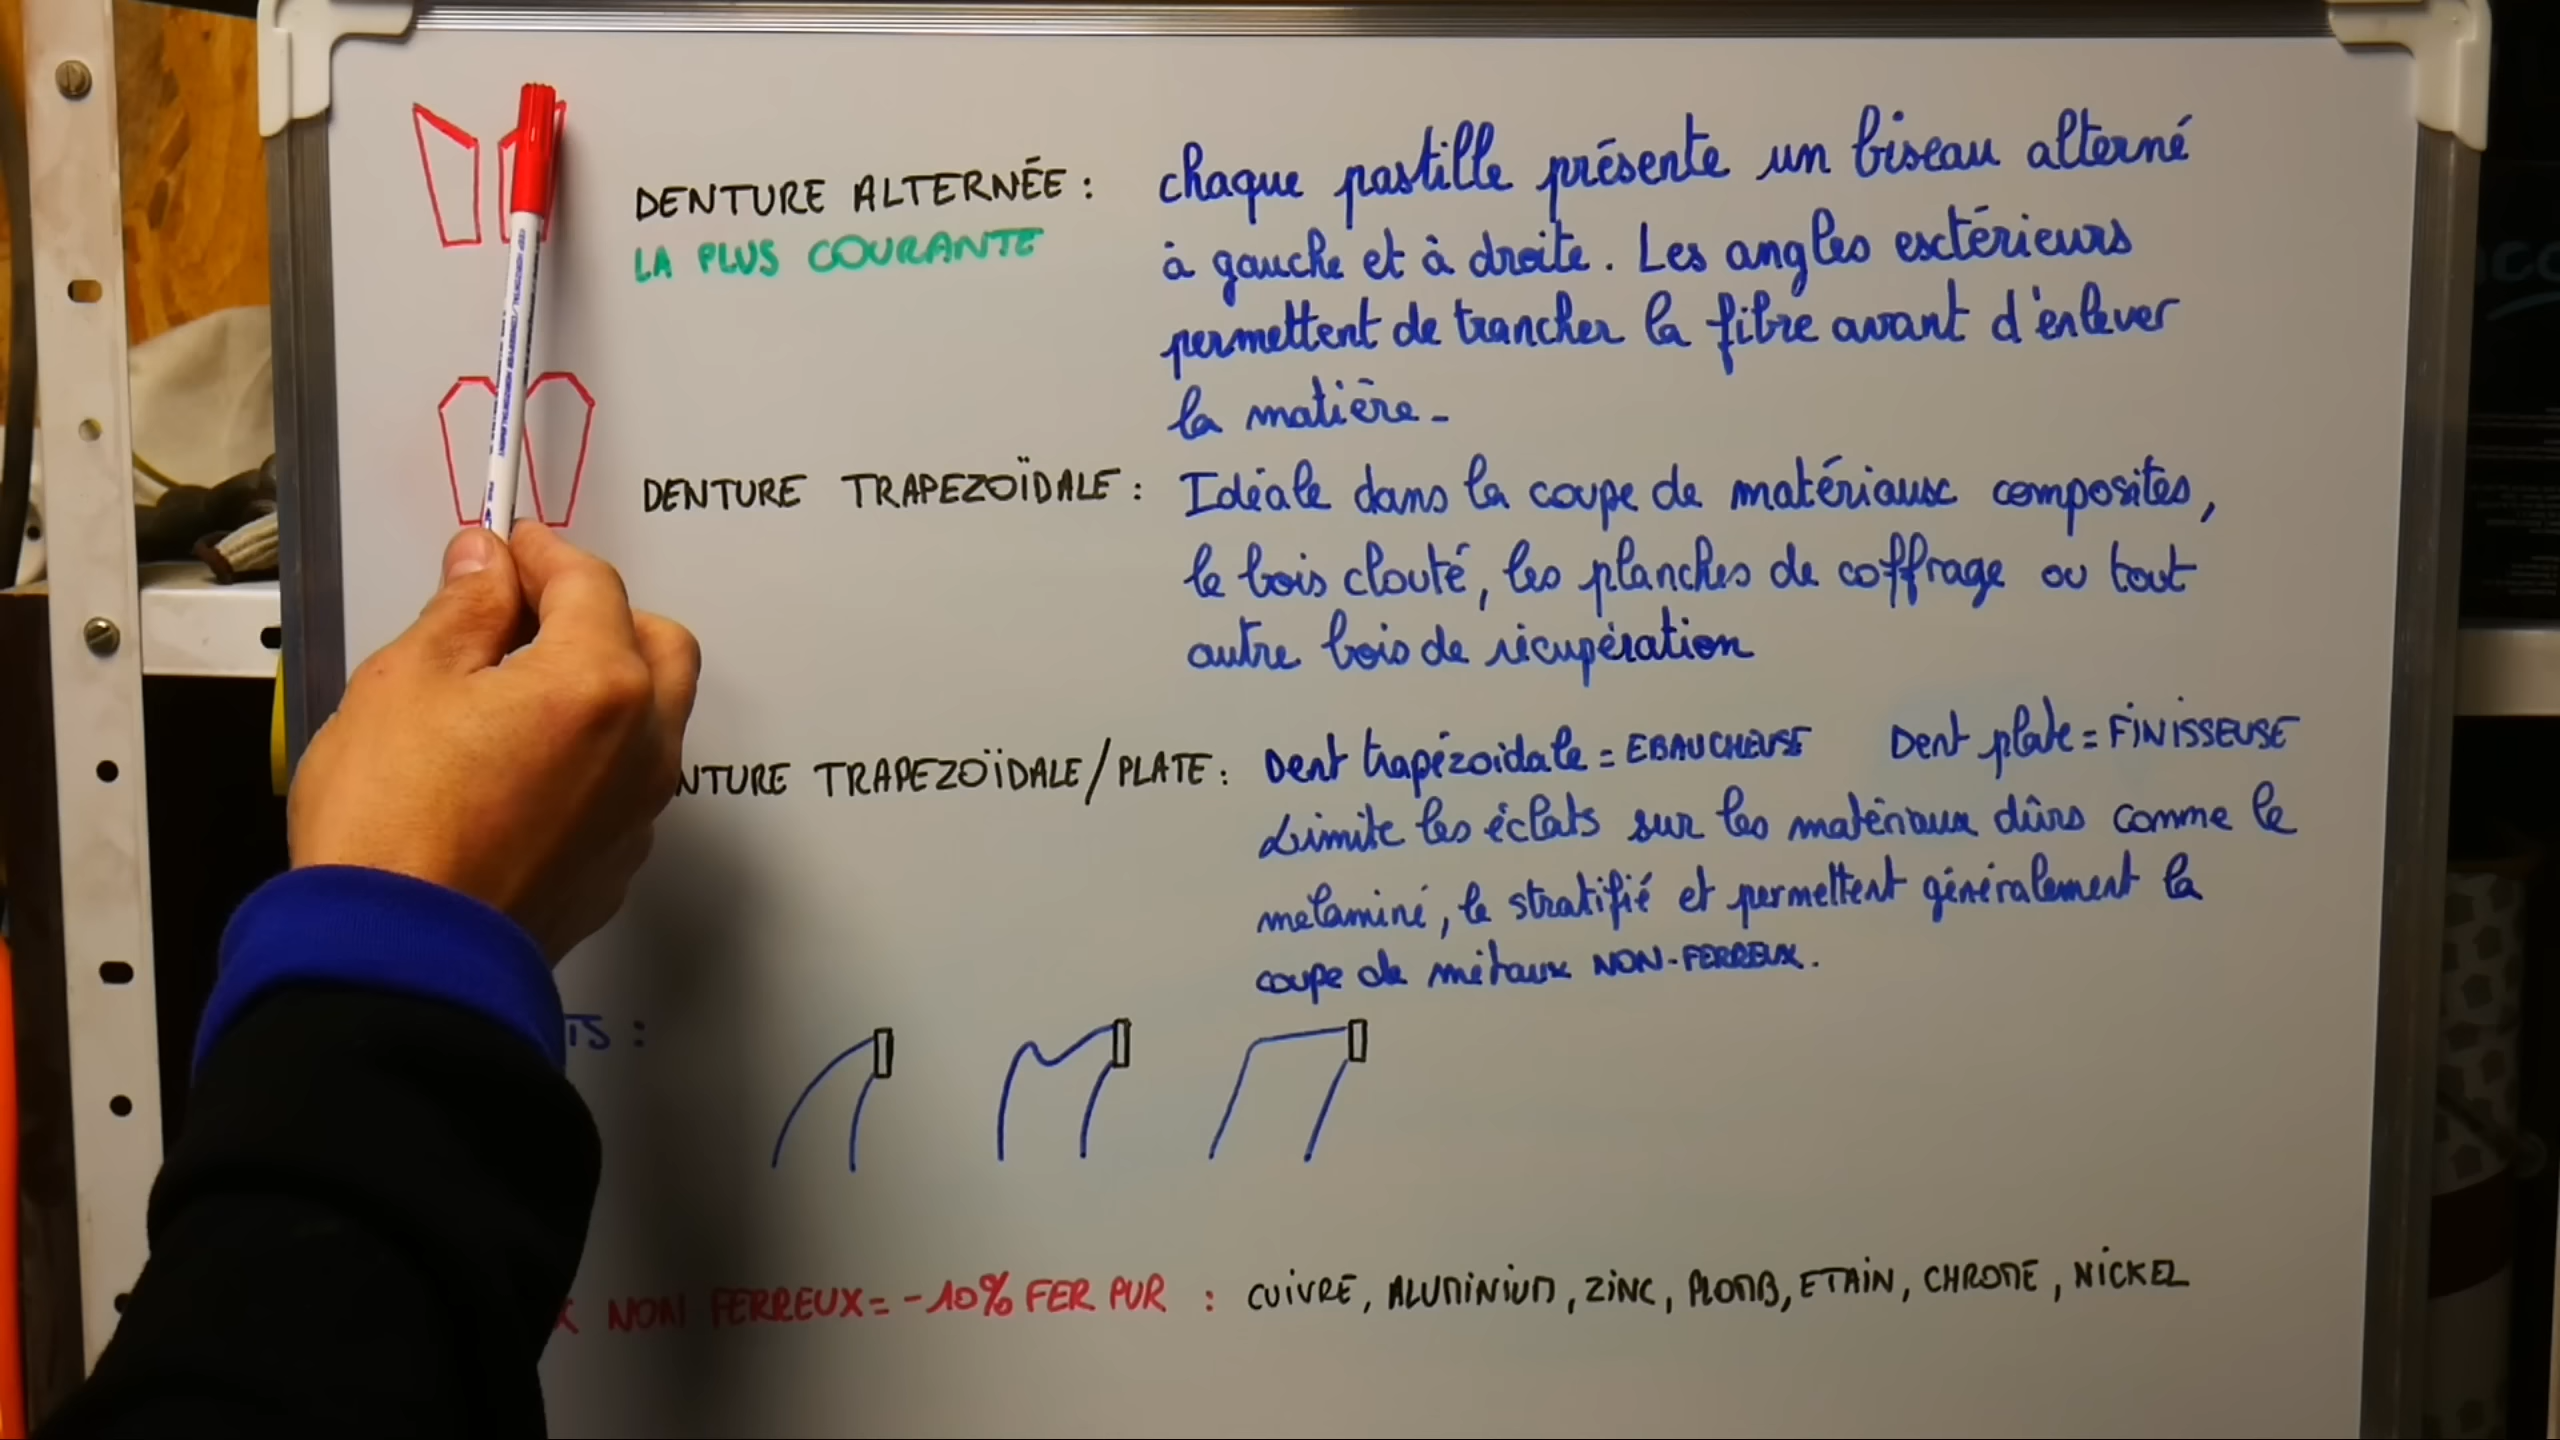 DENTURE ALTERNÉE : chaque pastille présente un biseau alterné
LA PLUS COURANTE à gauche et à droite. Les angles extérieurs
permettent de trancher la fibre avant d'enlever
la matière -
DENTURE TRAPEZOÏDALE : Idéale dans la coupe de matériaux composites,
le bois clouté, les planches de coffrage ou tout
autre bois de récupération
NTURE TRAPEZOÏDALE/PLATE : Dent trapézoidale = EBAUCHEUSE Dent plate = FINISSEUSE
Limite les éclats sur les matériaux dûrs comme le
melaminé, le stratifié et permettent généralement la
coupe de métaux NON-FERREUX.
TS :
X NON FERREUX = -10% FER PUR : CUIVRE, ALUMINIUM, ZINC, PLOMB, ETAIN, CHROME, NICKEL